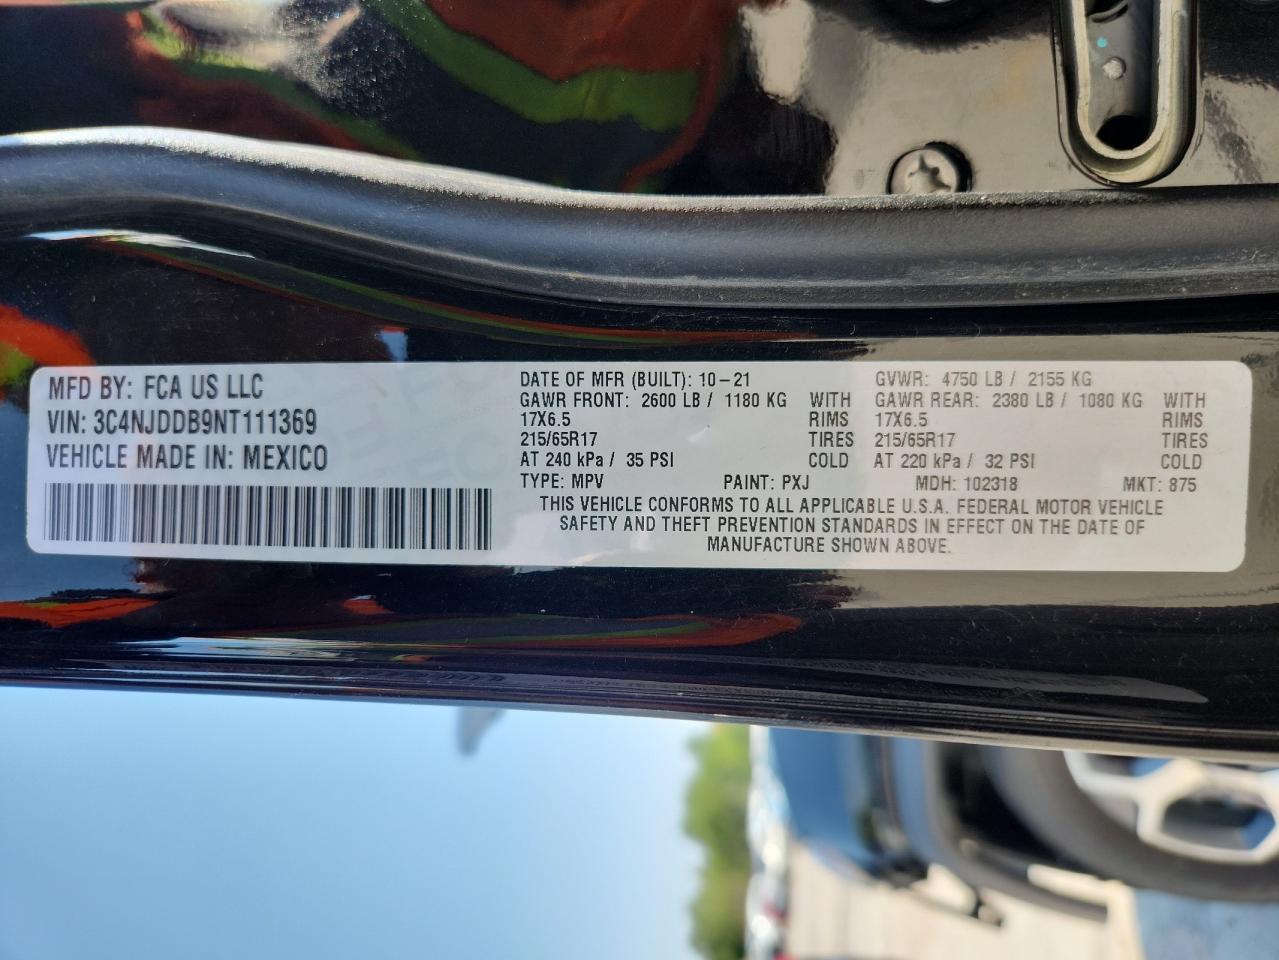 MFD BY: FCA US LLC
VIN: 3C4NJDDB9NT111369
VEHICLE MADE IN: MEXICO
DATE OF MFR (BUILT): 10-21 GVWR: 4750 LB / 2155 KG
GAWR FRONT: 2600 LB / 1180 KG WITH GAWR REAR: 2380 LB / 1080 KG WITH
17X6.5 RIMS 17X6.5 RIMS
215/65R17 TIRES 215/65R17 TIRES
AT 240 kPa / 35 PSI COLD AT 220 kPa / 32 PSI COLD
TYPE: MPV PAINT: PXJ MDH: 102318 MKT: 875
THIS VEHICLE CONFORMS TO ALL APPLICABLE U.S.A. FEDERAL MOTOR VEHICLE
SAFETY AND THEFT PREVENTION STANDARDS IN EFFECT ON THE DATE OF
MANUFACTURE SHOWN ABOVE.